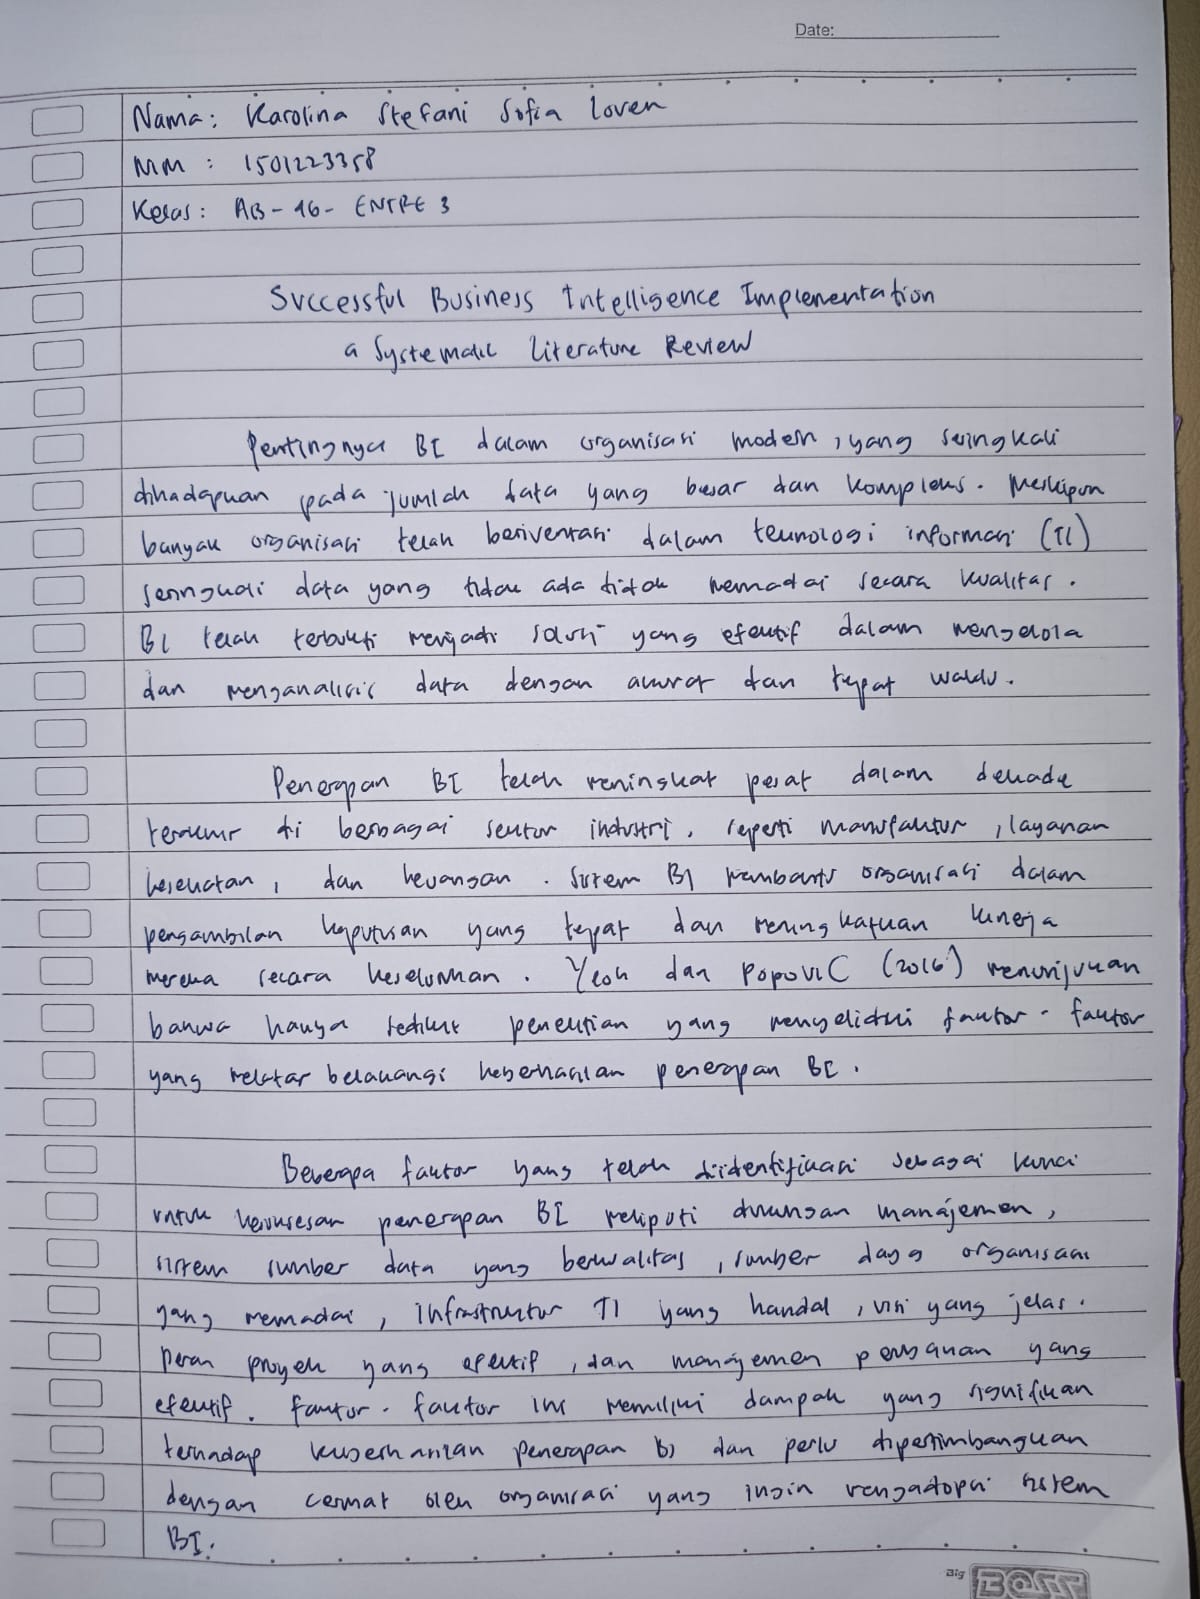 Date:
Nama: Karolina Stefani Sofia Loven
NIM : 1501223358
Kelas: AB-46- ENTRE 3
Successful Business Intelligence Implementation
a Systematic Literature Review
Pentingnya BI dalam organisasi modern, yang seringkali
dihadapkan pada jumlah data yang besar dan kompleks. Meskipun
banyak organisasi telah berinvestasi dalam teknologi informasi (TI)
seringkali data yang tidak ada tidak memadai secara kualitas.
BI telah terbukti menjadi solusi yang efektif dalam mengelola
dan menganalisis data dengan akurat dan tepat waktu.
Penerapan BI telah meningkat pesat dalam dekade
terakhir di berbagai sektor industri, seperti manufaktur, layanan
kesehatan, dan keuangan. Sistem BI membantu organisasi dalam
pengambilan keputusan yang tepat dan meningkatkan kinerja
mereka secara keseluruhan. Yeoh dan Popovic (2016) menunjukkan
bahwa hanya sedikit penelitian yang menyelidiki faktor-faktor
yang melatar belakangi keberhasilan penerapan BI.
Beberapa faktor yang telah diidentifikasi sebagai kunci
untuk kesuksesan penerapan BI meliputi dukungan manajemen,
sistem sumber data yang berkualitas, sumber daya organisasi
yang memadai, infrastruktur TI yang handal, visi yang jelas.
Peran proyek yang efektif, dan manajemen perubahan yang
efektif. Faktor-faktor ini memiliki dampak yang signifikan
terhadap keberhasilan penerapan BI dan perlu dipertimbangkan
dengan cermat oleh organisasi yang ingin mengadopsi sistem
BI.
Big BOSS